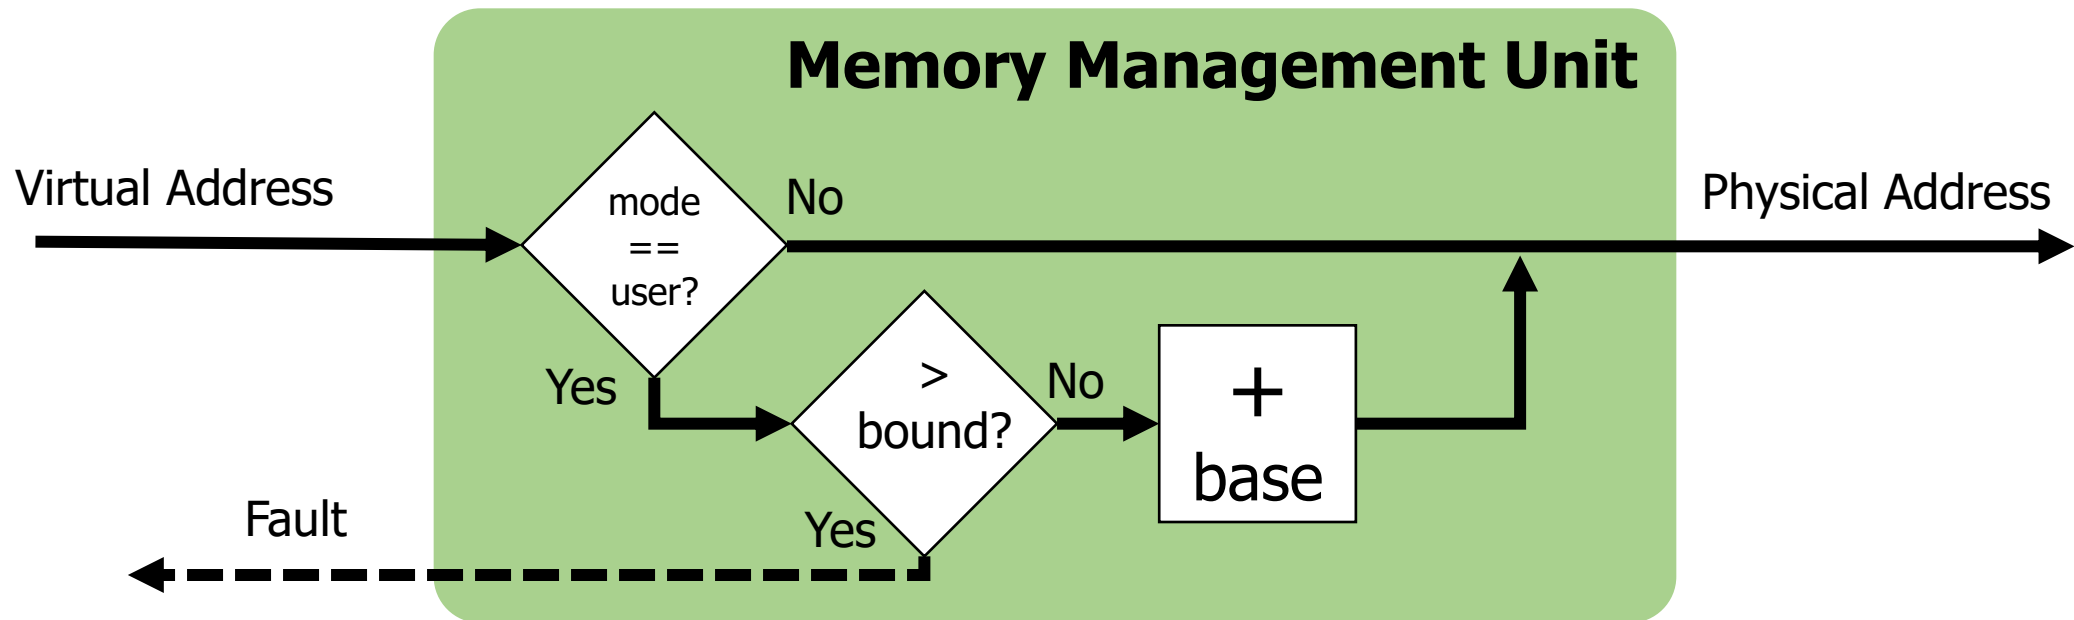 Memory Management Unit
Virtual Address
mode
==
user?
No
Physical Address
Yes
>
bound?
No
+
base
Yes
Fault